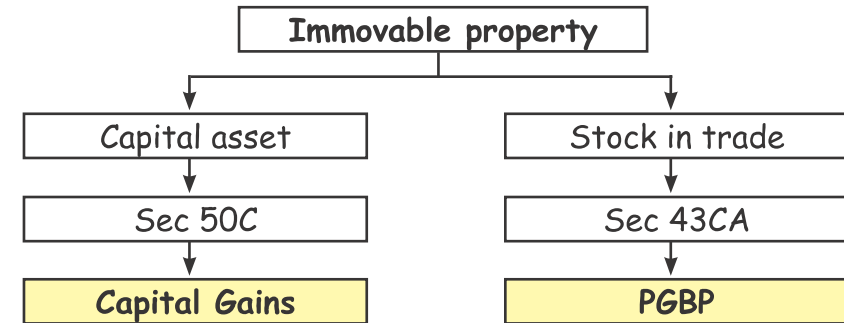 Immovable property
Capital asset
Stock in trade
Sec 50C
Sec 43CA
Capital Gains
PGBP